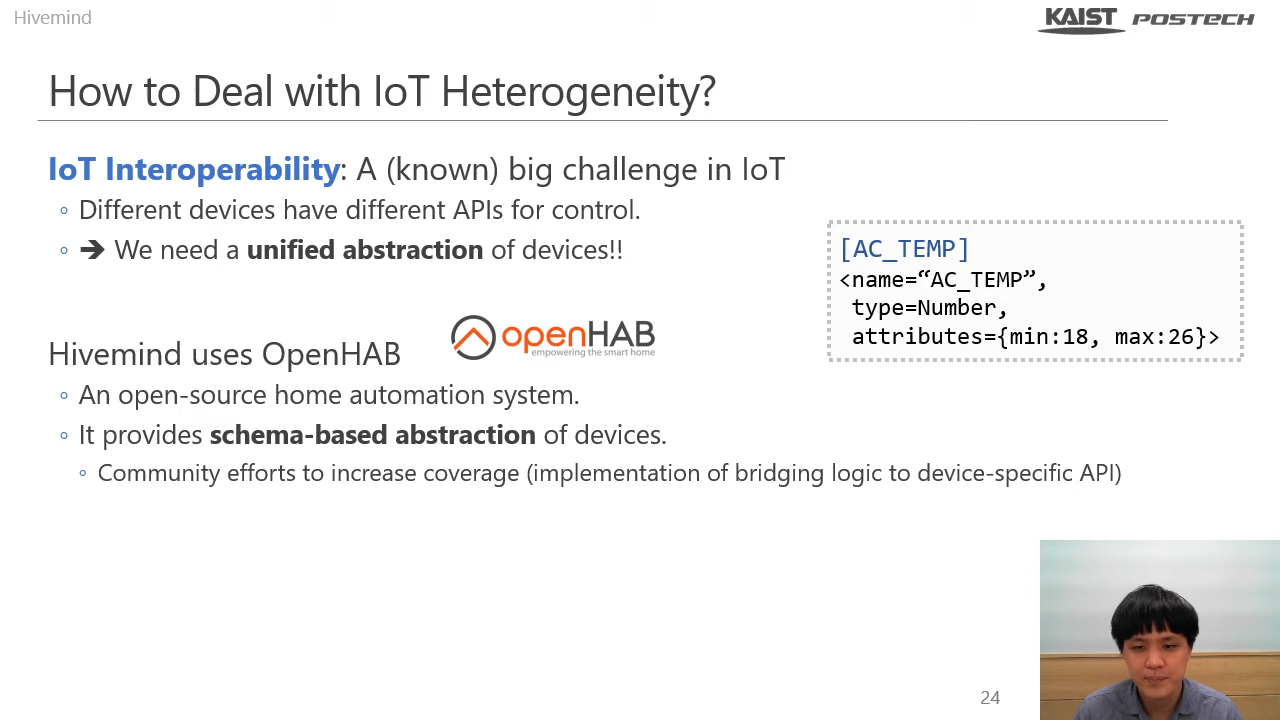 Hivemind
KAIST POSTECH
How to Deal with IoT Heterogeneity?
IoT Interoperability: A (known) big challenge in IoT
◦ Different devices have different APIs for control.
◦ ➔ We need a unified abstraction of devices!!
[AC_TEMP]
<name=“AC_TEMP”,
type=Number,
attributes={min:18, max:26}>
Hivemind uses OpenHAB
openHAB
empowering the smart home
◦ An open-source home automation system.
◦ It provides schema-based abstraction of devices.
◦ Community efforts to increase coverage (implementation of bridging logic to device-specific API)
24